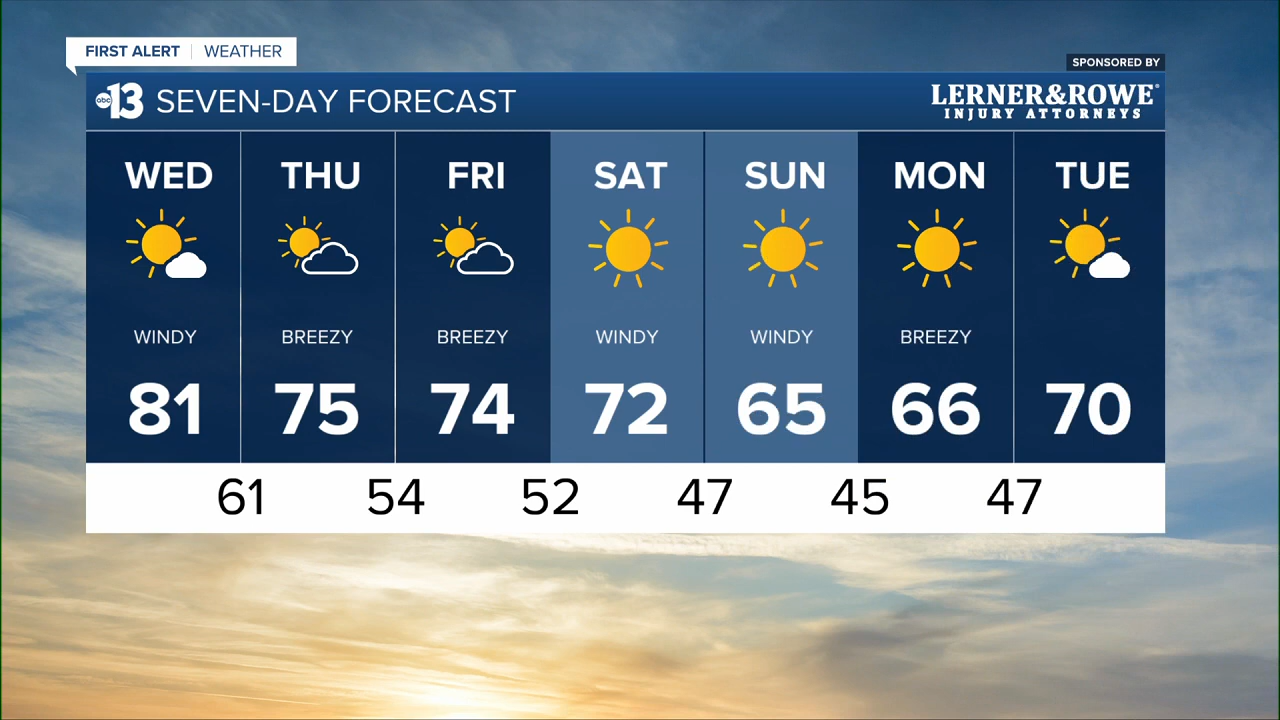 FIRST ALERT | WEATHER
SPONSORED BY
abc 13 SEVEN-DAY FORECAST
LERNER&ROWE®
INJURY ATTORNEYS
WED THU FRI SAT SUN MON TUE
WINDY BREEZY BREEZY WINDY WINDY BREEZY
81 75 74 72 65 66 70
61 54 52 47 45 47